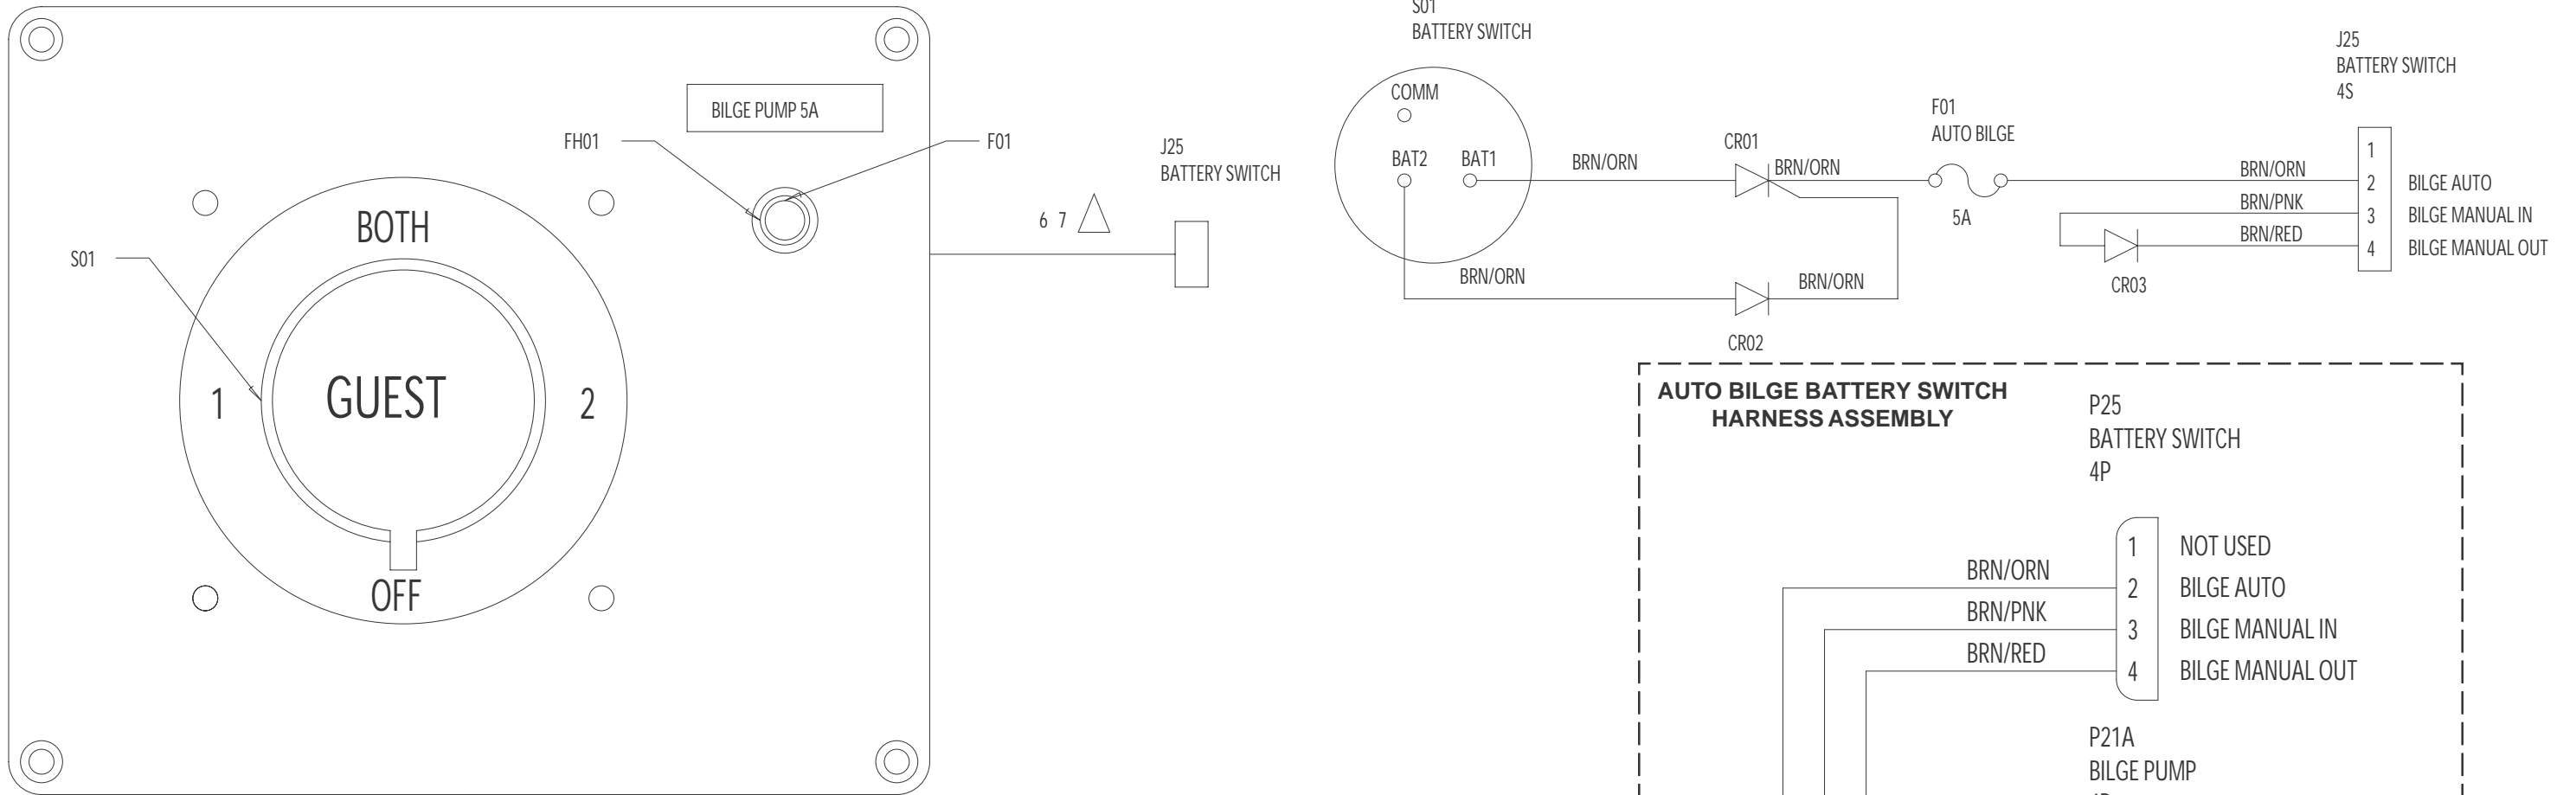 BILGE PUMP 5A
FH01
F01
S01
BOTH
1
GUEST
2
OFF
6 7
J25
BATTERY SWITCH
S01
BATTERY SWITCH
COMM
BAT2
BAT1
BRN/ORN
BRN/ORN
CR01
BRN/ORN
CR02
BRN/ORN
F01
AUTO BILGE
5A
J25
BATTERY SWITCH
4S
BRN/ORN
BRN/PNK
BRN/RED
CR03
1
2 BILGE AUTO
3 BILGE MANUAL IN
4 BILGE MANUAL OUT
AUTO BILGE BATTERY SWITCH
HARNESS ASSEMBLY
P25
BATTERY SWITCH
4P
1 NOT USED
BRN/ORN 2 BILGE AUTO
BRN/PNK 3 BILGE MANUAL IN
BRN/RED 4 BILGE MANUAL OUT
P21A
BILGE PUMP